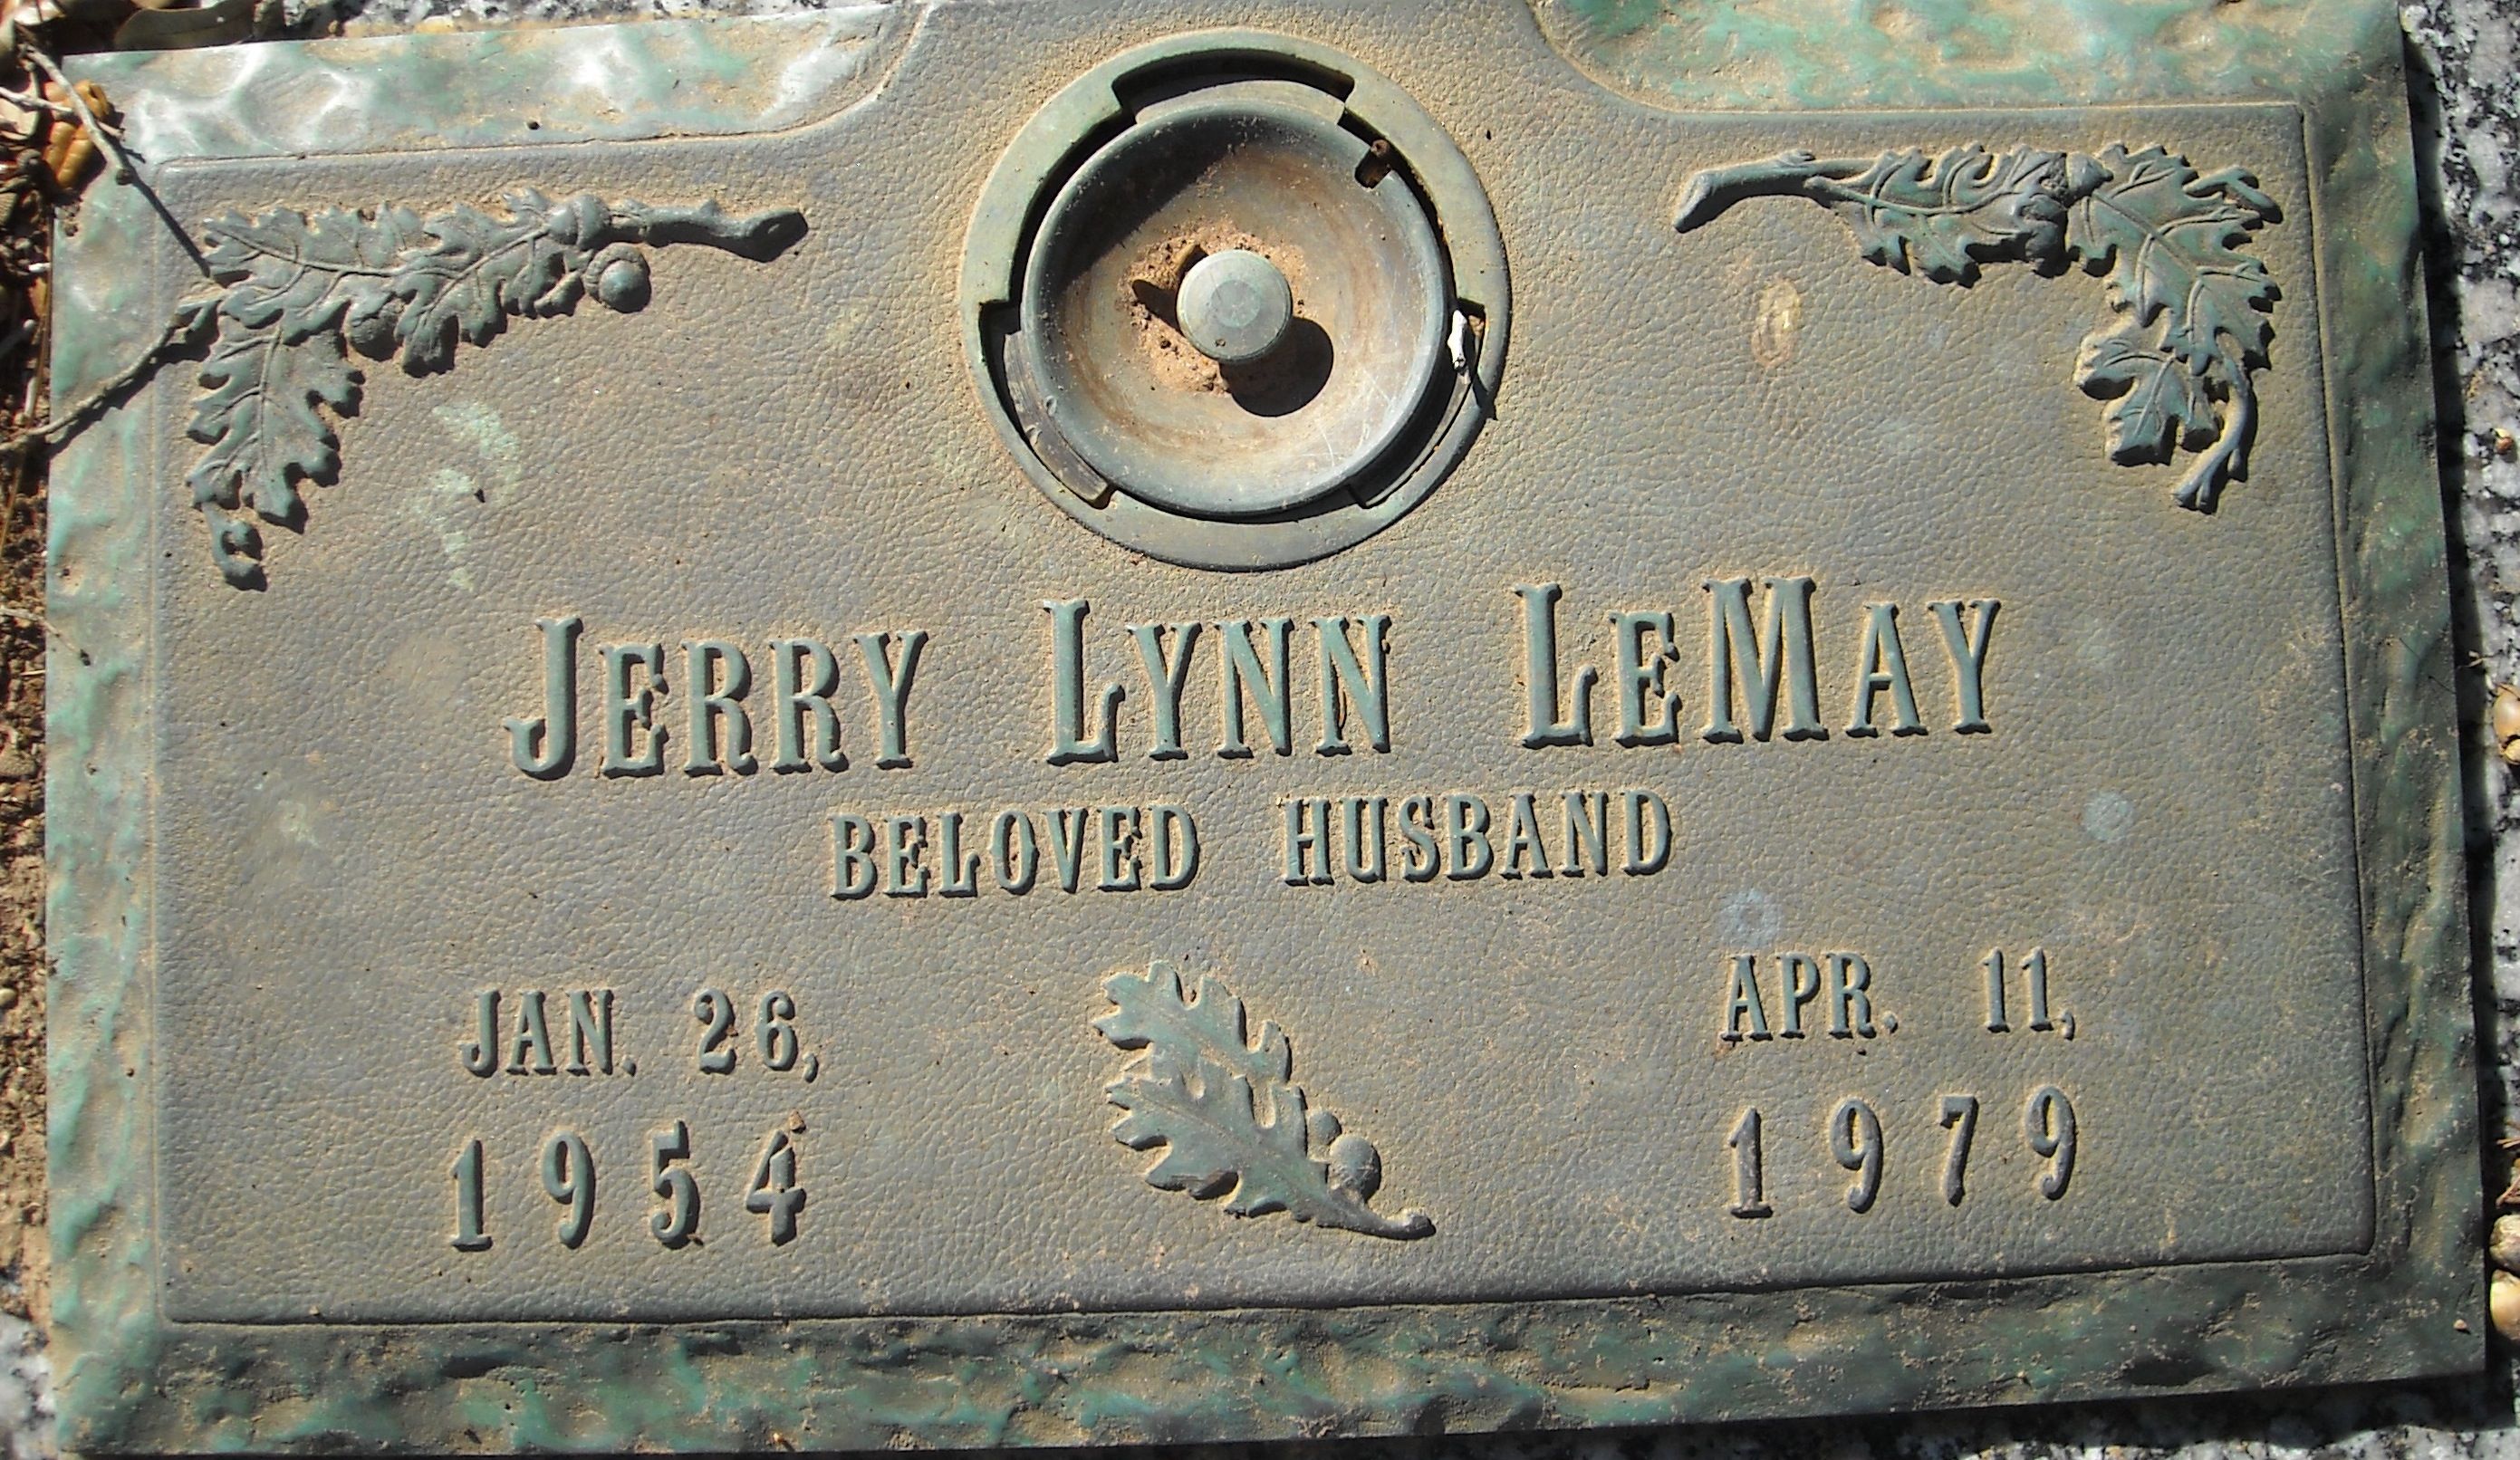 Jerry Lynn LeMay
BELOVED HUSBAND
JAN. 26,
1954
APR. 11,
1979